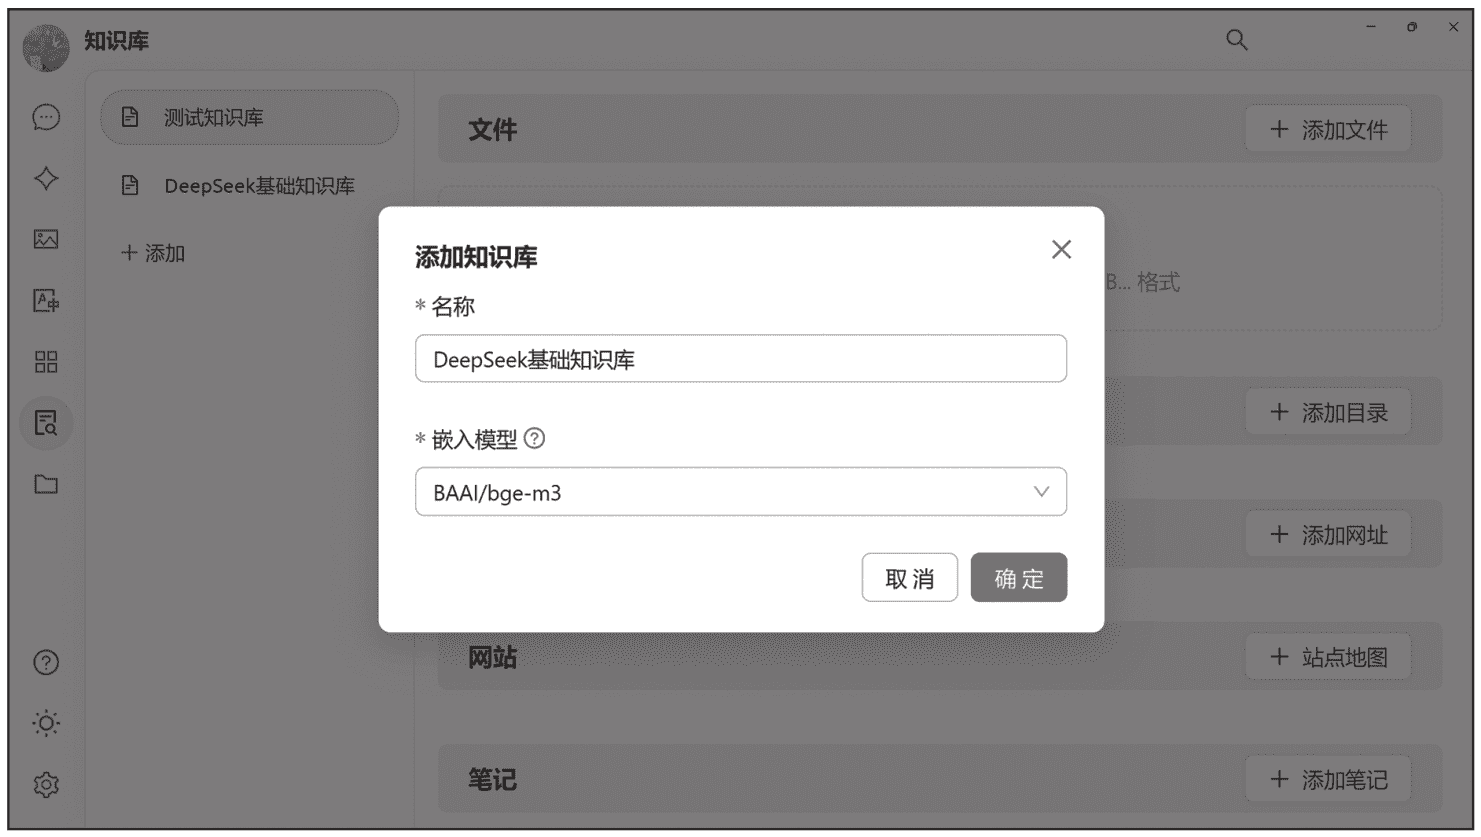 知识库
测试知识库
DeepSeek基础知识库
+ 添加
文件
+ 添加文件
B... 格式
+ 添加目录
+ 添加网址
网站
+ 站点地图
笔记
+ 添加笔记
添加知识库
* 名称
DeepSeek基础知识库
* 嵌入模型 ?
BAAI/bge-m3
取 消
确 定